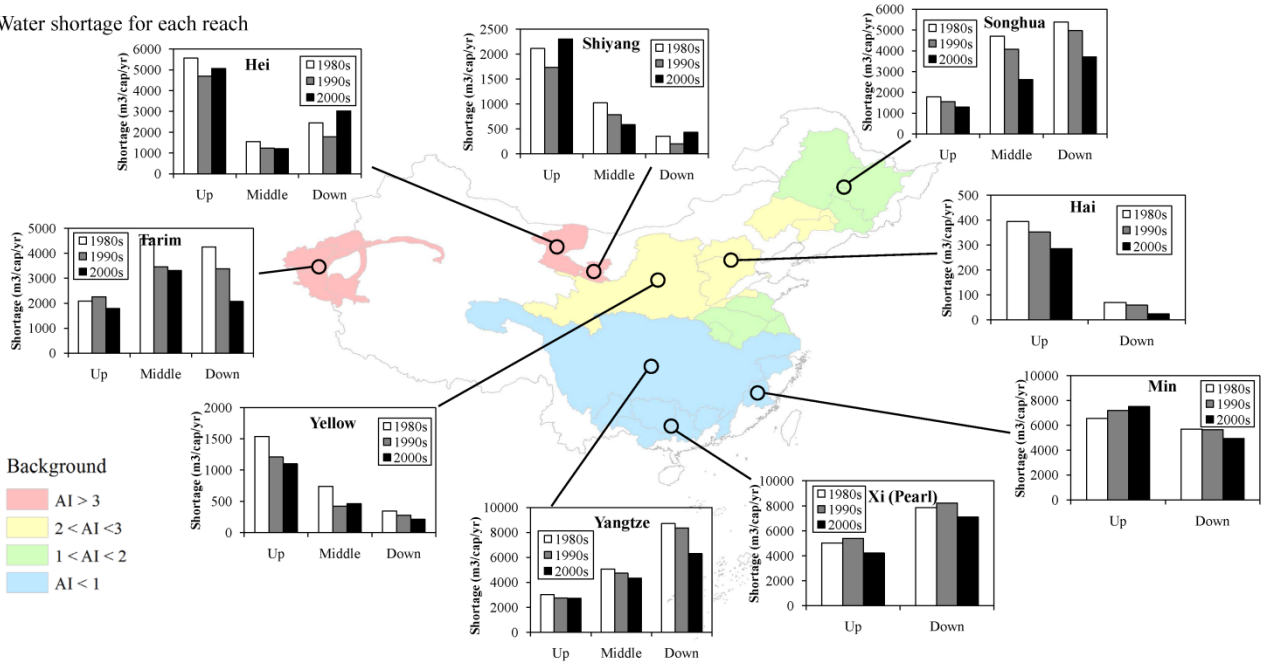 Water shortage for each reach
Hei
Shortage (m3/cap/yr)
6000
5000
4000
3000
2000
1000
0
1980s
1990s
2000s
Up Middle Down
Shiyang
Shortage (m3/cap/yr)
2500
2000
1500
1000
500
0
1980s
1990s
2000s
Up Middle Down
Songhua
Shortage (m3/cap/yr)
6000
5000
4000
3000
2000
1000
0
1980s
1990s
2000s
Up Middle Down
Tarim
Shortage (m3/cap/yr)
5000
4000
3000
2000
1000
0
1980s
1990s
2000s
Up Middle Down
Hai
Shortage (m3/cap/yr)
500
400
300
200
100
0
1980s
1990s
2000s
Up Down
Yellow
Shortage (m3/cap/yr)
2000
1500
1000
500
0
1980s
1990s
2000s
Up Middle Down
Min
Shortage (m3/cap/yr)
10000
8000
6000
4000
2000
0
1980s
1990s
2000s
Up Down
Yangtze
Shortage (m3/cap/yr)
10000
8000
6000
4000
2000
0
1980s
1990s
2000s
Up Middle Down
Xi (Pearl)
Shortage (m3/cap/yr)
10000
8000
6000
4000
2000
0
1980s
1990s
2000s
Up Down
Background
AI > 3
2 < AI <3
1 < AI < 2
AI < 1